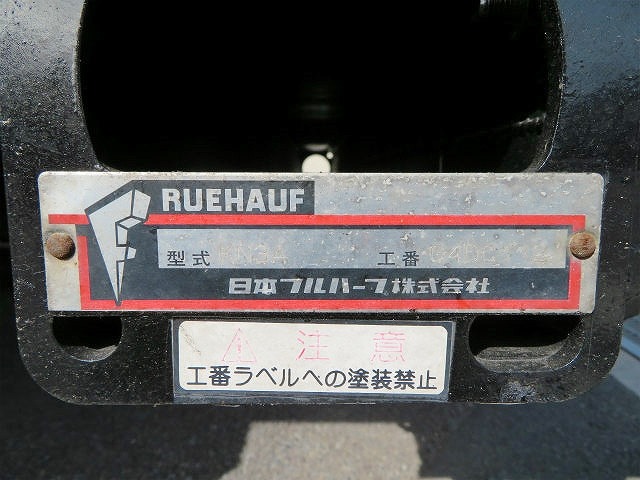 RUEHAUF
型式 工番
日本フルハーフ株式会社
注意
工番ラベルへの塗装禁止